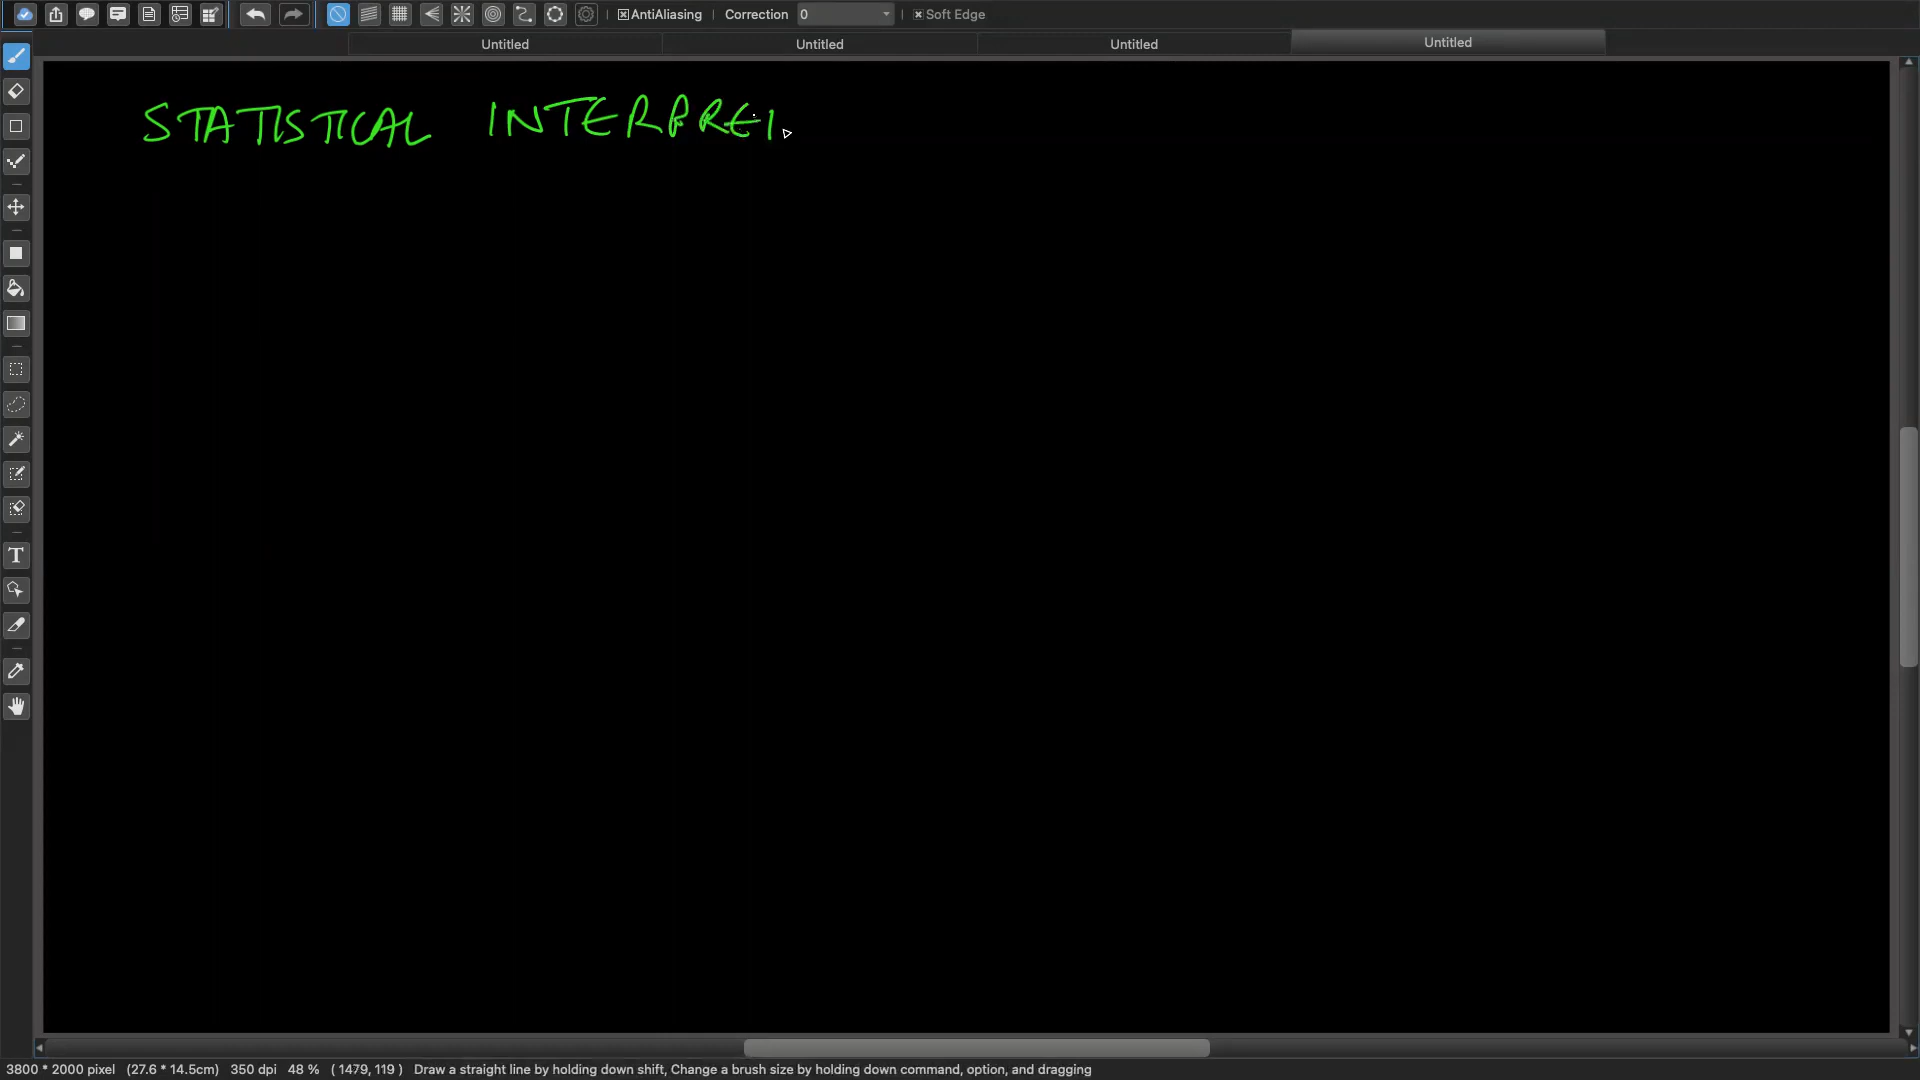 AntiAliasing Correction 0 Soft Edge
Untitled Untitled Untitled Untitled
STATISTICAL INTERPREI
3800 * 2000 pixel (27.6 * 14.5cm) 350 dpi 48 % ( 1479, 119 ) Draw a straight line by holding down shift, Change a brush size by holding down command, option, and dragging